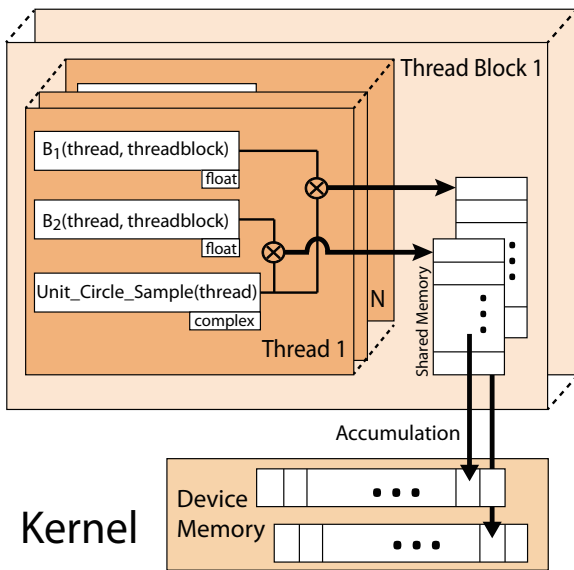 Thread Block 1
B1(thread, threadblock)
float
B2(thread, threadblock)
float
Unit_Circle_Sample(thread)
complex
N
Thread 1
Shared Memory
Accumulation
Kernel
Device
Memory